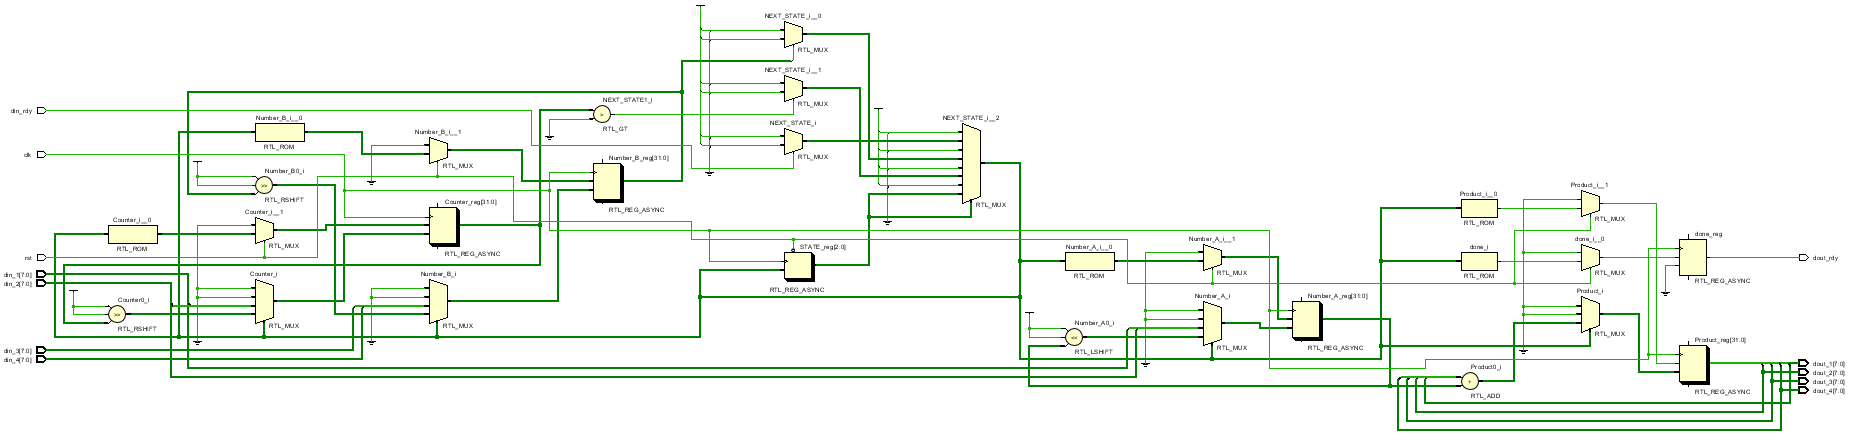 NEXT_STATE_i__0
RTL_MUX
NEXT_STATE_i__1
RTL_MUX
NEXT_STATE1_i
>
RTL_GT
din_rdy
Number_B_i__0
RTL_ROM
NEXT_STATE_i__2
NEXT_STATE_i
RTL_MUX
Number_B_i__1
RTL_MUX
clk
Number_B_reg[31:0]
RTL_REG_ASYNC
Number_B0_i
>>
RTL_RSHIFT
RTL_MUX
Counter_reg[31:0]
RTL_REG_ASYNC
Counter_i__0
RTL_ROM
Counter_i__1
RTL_MUX
Product_i__0
RTL_ROM
Product_i__1
RTL_MUX
STATE_reg[2:0]
RTL_REG_ASYNC
Number_A_i__0
RTL_ROM
Number_A_i__1
RTL_MUX
done_i
RTL_ROM
done_i__0
RTL_MUX
done_reg
RTL_REG_ASYNC
dout_rdy
rst
din_1[7:0]
din_2[7:0]
Counter_i
RTL_MUX
Number_B_i
RTL_MUX
Counter0_i
>>
RTL_RSHIFT
Number_A_i
RTL_MUX
Number_A_reg[31:0]
RTL_REG_ASYNC
Number_A0_i
<<
RTL_LSHIFT
Product_i
RTL_MUX
din_3[7:0]
din_4[7:0]
Product_reg[31:0]
RTL_REG_ASYNC
Product0_i
+
RTL_ADD
dout_1[7:0]
dout_2[7:0]
dout_3[7:0]
dout_4[7:0]